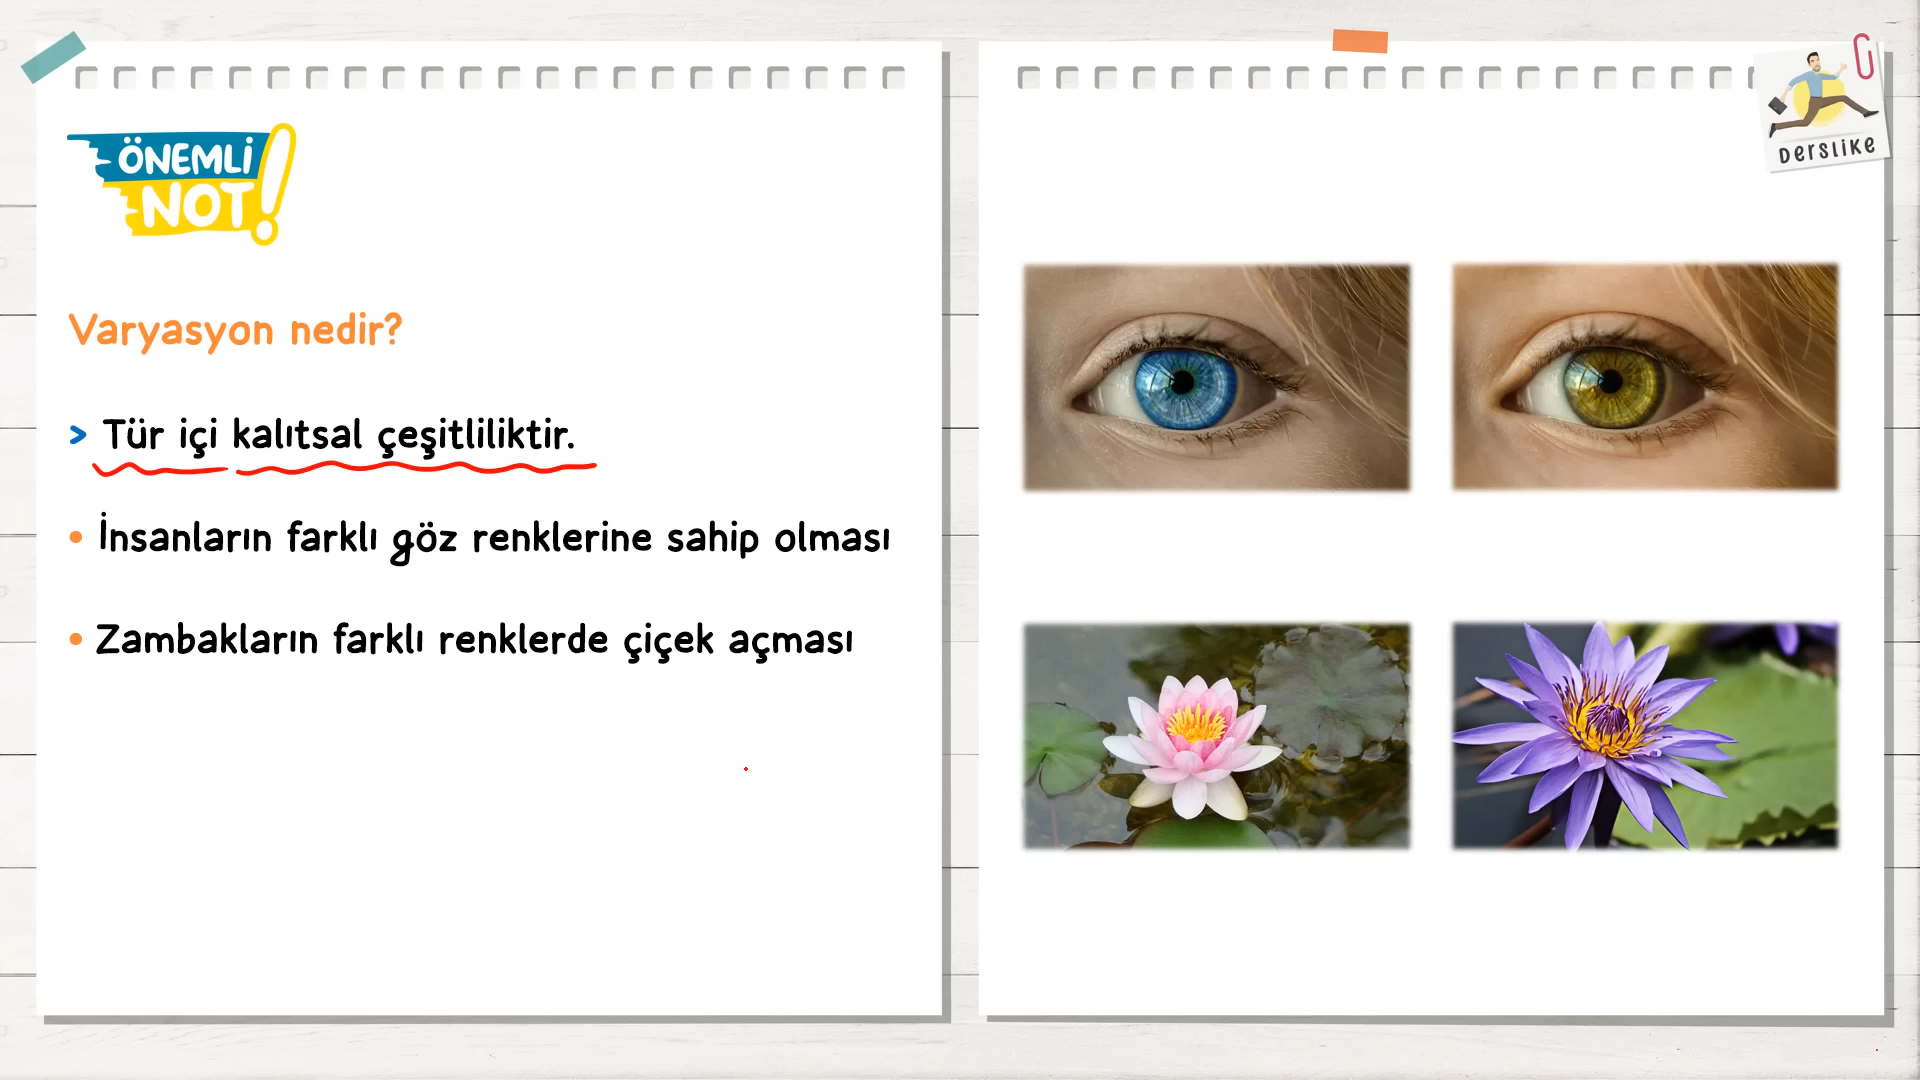 ÖNEMLİ
NOT!
Varyasyon nedir?
> Tür içi kalıtsal çeşitliliktir.
• İnsanların farklı göz renklerine sahip olması
• Zambakların farklı renklerde çiçek açması
Derslike